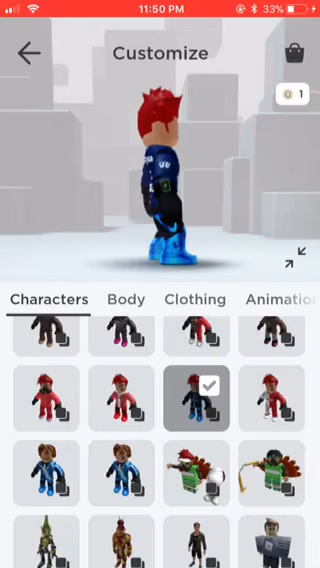 11:50 PM
33%
Customize
1
Characters
Body
Clothing
Animation